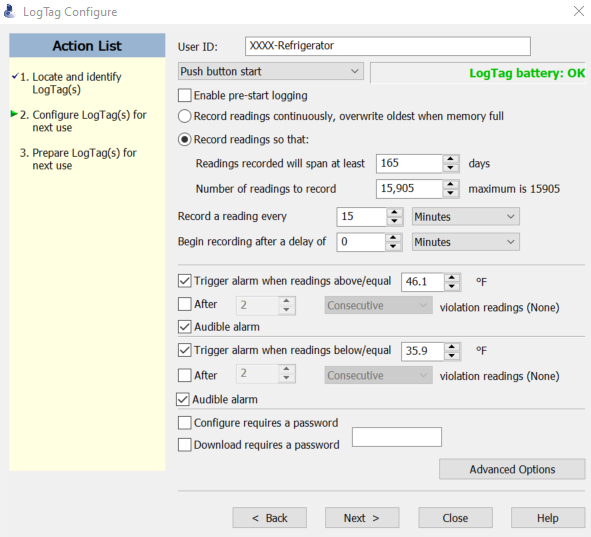 LogTag Configure
Action List
1. Locate and identify
LogTag(s)
2. Configure LogTag(s) for
next use
3. Prepare LogTag(s) for
next use
User ID: XXXX-Refrigerator
Push button start LogTag battery: OK
Enable pre-start logging
Record readings continuously, overwrite oldest when memory full
Record readings so that:
Readings recorded will span at least 165 days
Number of readings to record 15,905 maximum is 15905
Record a reading every 15 Minutes
Begin recording after a delay of 0 Minutes
Trigger alarm when readings above/equal 46.1 °F
After 2 Consecutive violation readings (None)
Audible alarm
Trigger alarm when readings below/equal 35.9 °F
After 2 Consecutive violation readings (None)
Audible alarm
Configure requires a password
Download requires a password
Advanced Options
< Back Next > Close Help